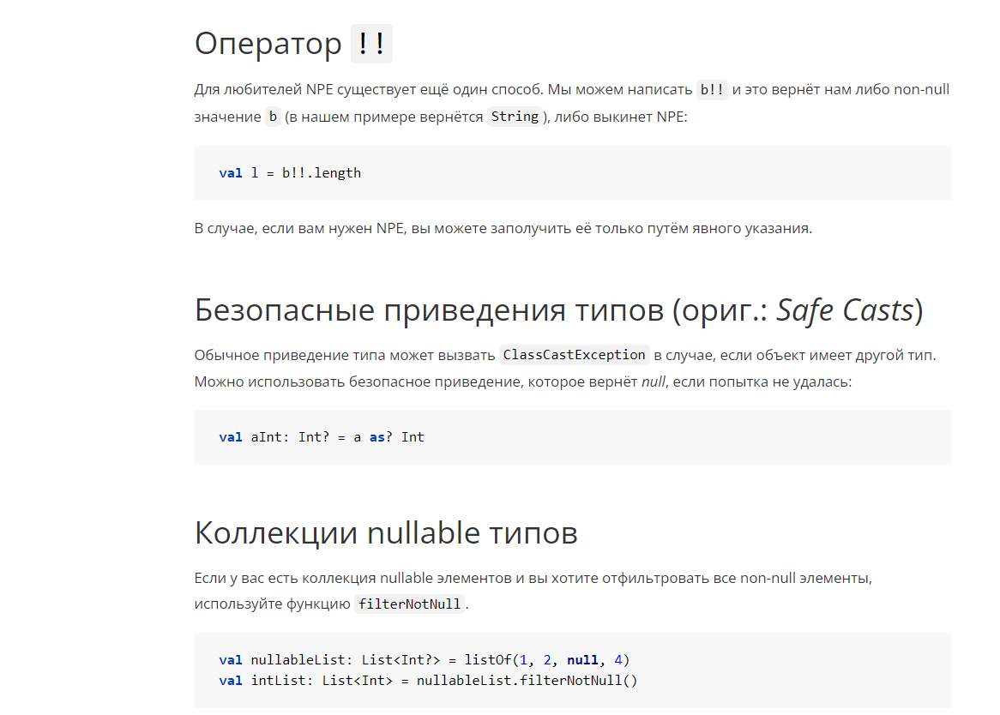 Оператор !!
Для любителей NPE существует ещё один способ. Мы можем написать b!! и это вернёт нам либо non-null
значение b (в нашем примере вернётся String), либо выкинет NPE:
val l = b!!.length
В случае, если вам нужен NPE, вы можете заполучить её только путём явного указания.
Безопасные приведения типов (ориг.: Safe Casts)
Обычное приведение типа может вызвать ClassCastException в случае, если объект имеет другой тип.
Можно использовать безопасное приведение, которое вернёт null, если попытка не удалась:
val aInt: Int? = a as? Int
Коллекции nullable типов
Если у вас есть коллекция nullable элементов и вы хотите отфильтровать все non-null элементы,
используйте функцию filterNotNull.
val nullableList: List<Int?> = listOf(1, 2, null, 4)
val intList: List<Int> = nullableList.filterNotNull()